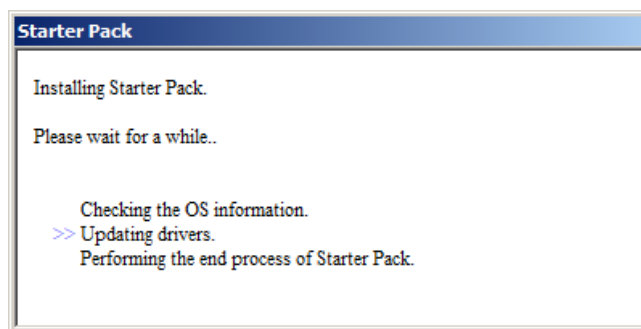 Starter Pack
Installing Starter Pack.
Please wait for a while..
Checking the OS information.
>> Updating drivers.
Performing the end process of Starter Pack.